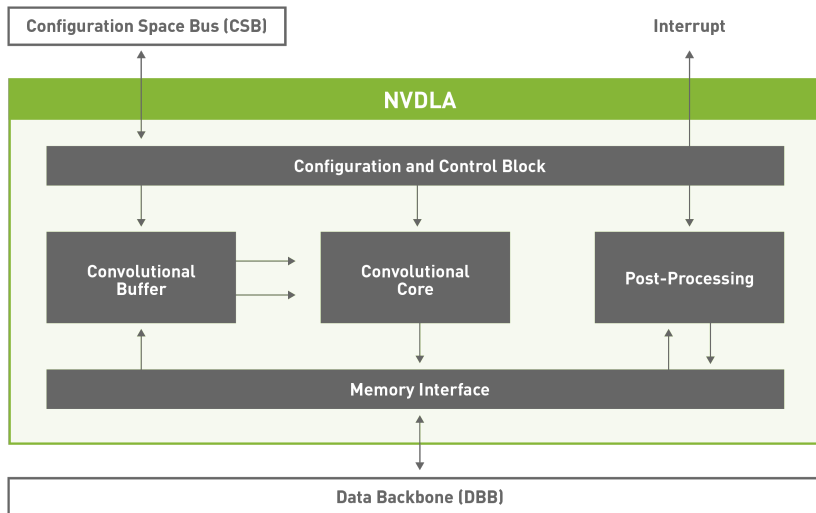 Configuration Space Bus (CSB)
Interrupt
NVDLA
Configuration and Control Block
Convolutional
Buffer
Convolutional
Core
Post-Processing
Memory Interface
Data Backbone (DBB)